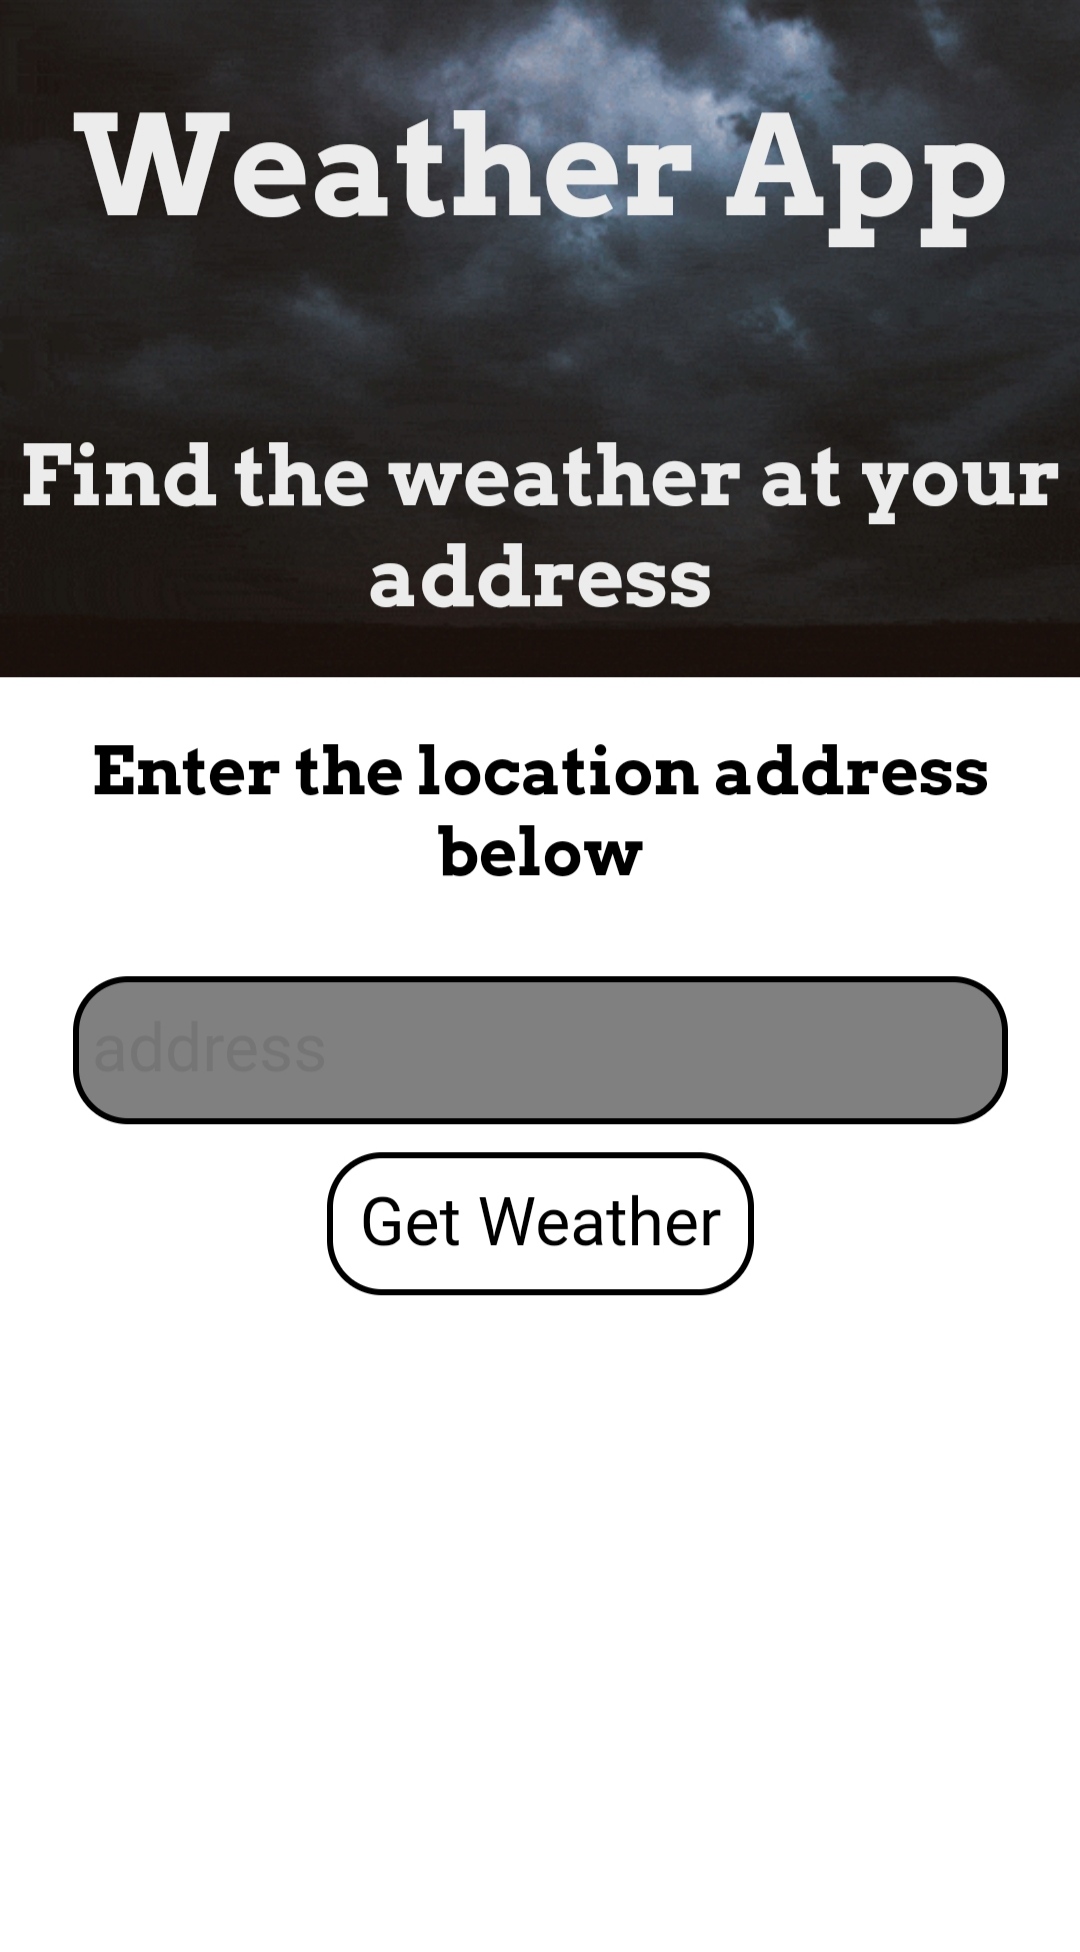 Weather App
Find the weather at your
address
Enter the location address
below
address
Get Weather